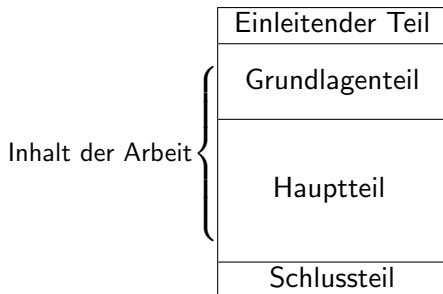 Einleitender Teil
Grundlagenteil
Inhalt der Arbeit
Hauptteil
Schlussteil